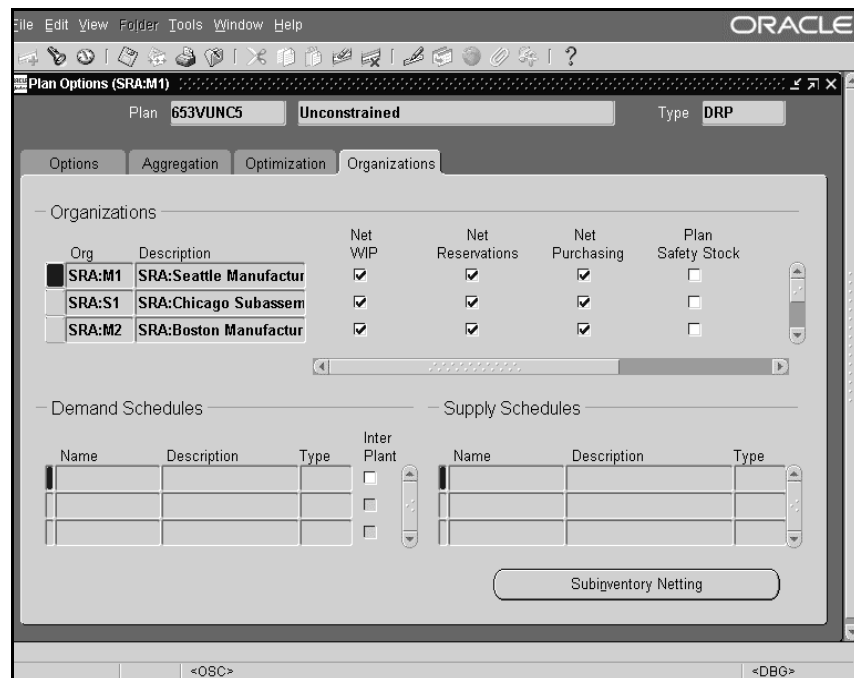 File Edit View Folder Tools Window Help
ORACLE
Plan Options (SRA:M1)
Plan 653VUNC5 Unconstrained Type DRP
Options Aggregation Optimization Organizations
Organizations
Net Net Net Plan
Org Description WIP Reservations Purchasing Safety Stock
SRA:M1 SRA:Seattle Manufactur
SRA:S1 SRA:Chicago Subassem
SRA:M2 SRA:Boston Manufactur
Demand Schedules Supply Schedules
Inter
Name Description Type Plant Name Description Type
Subinventory Netting
<OSC> <DBG>